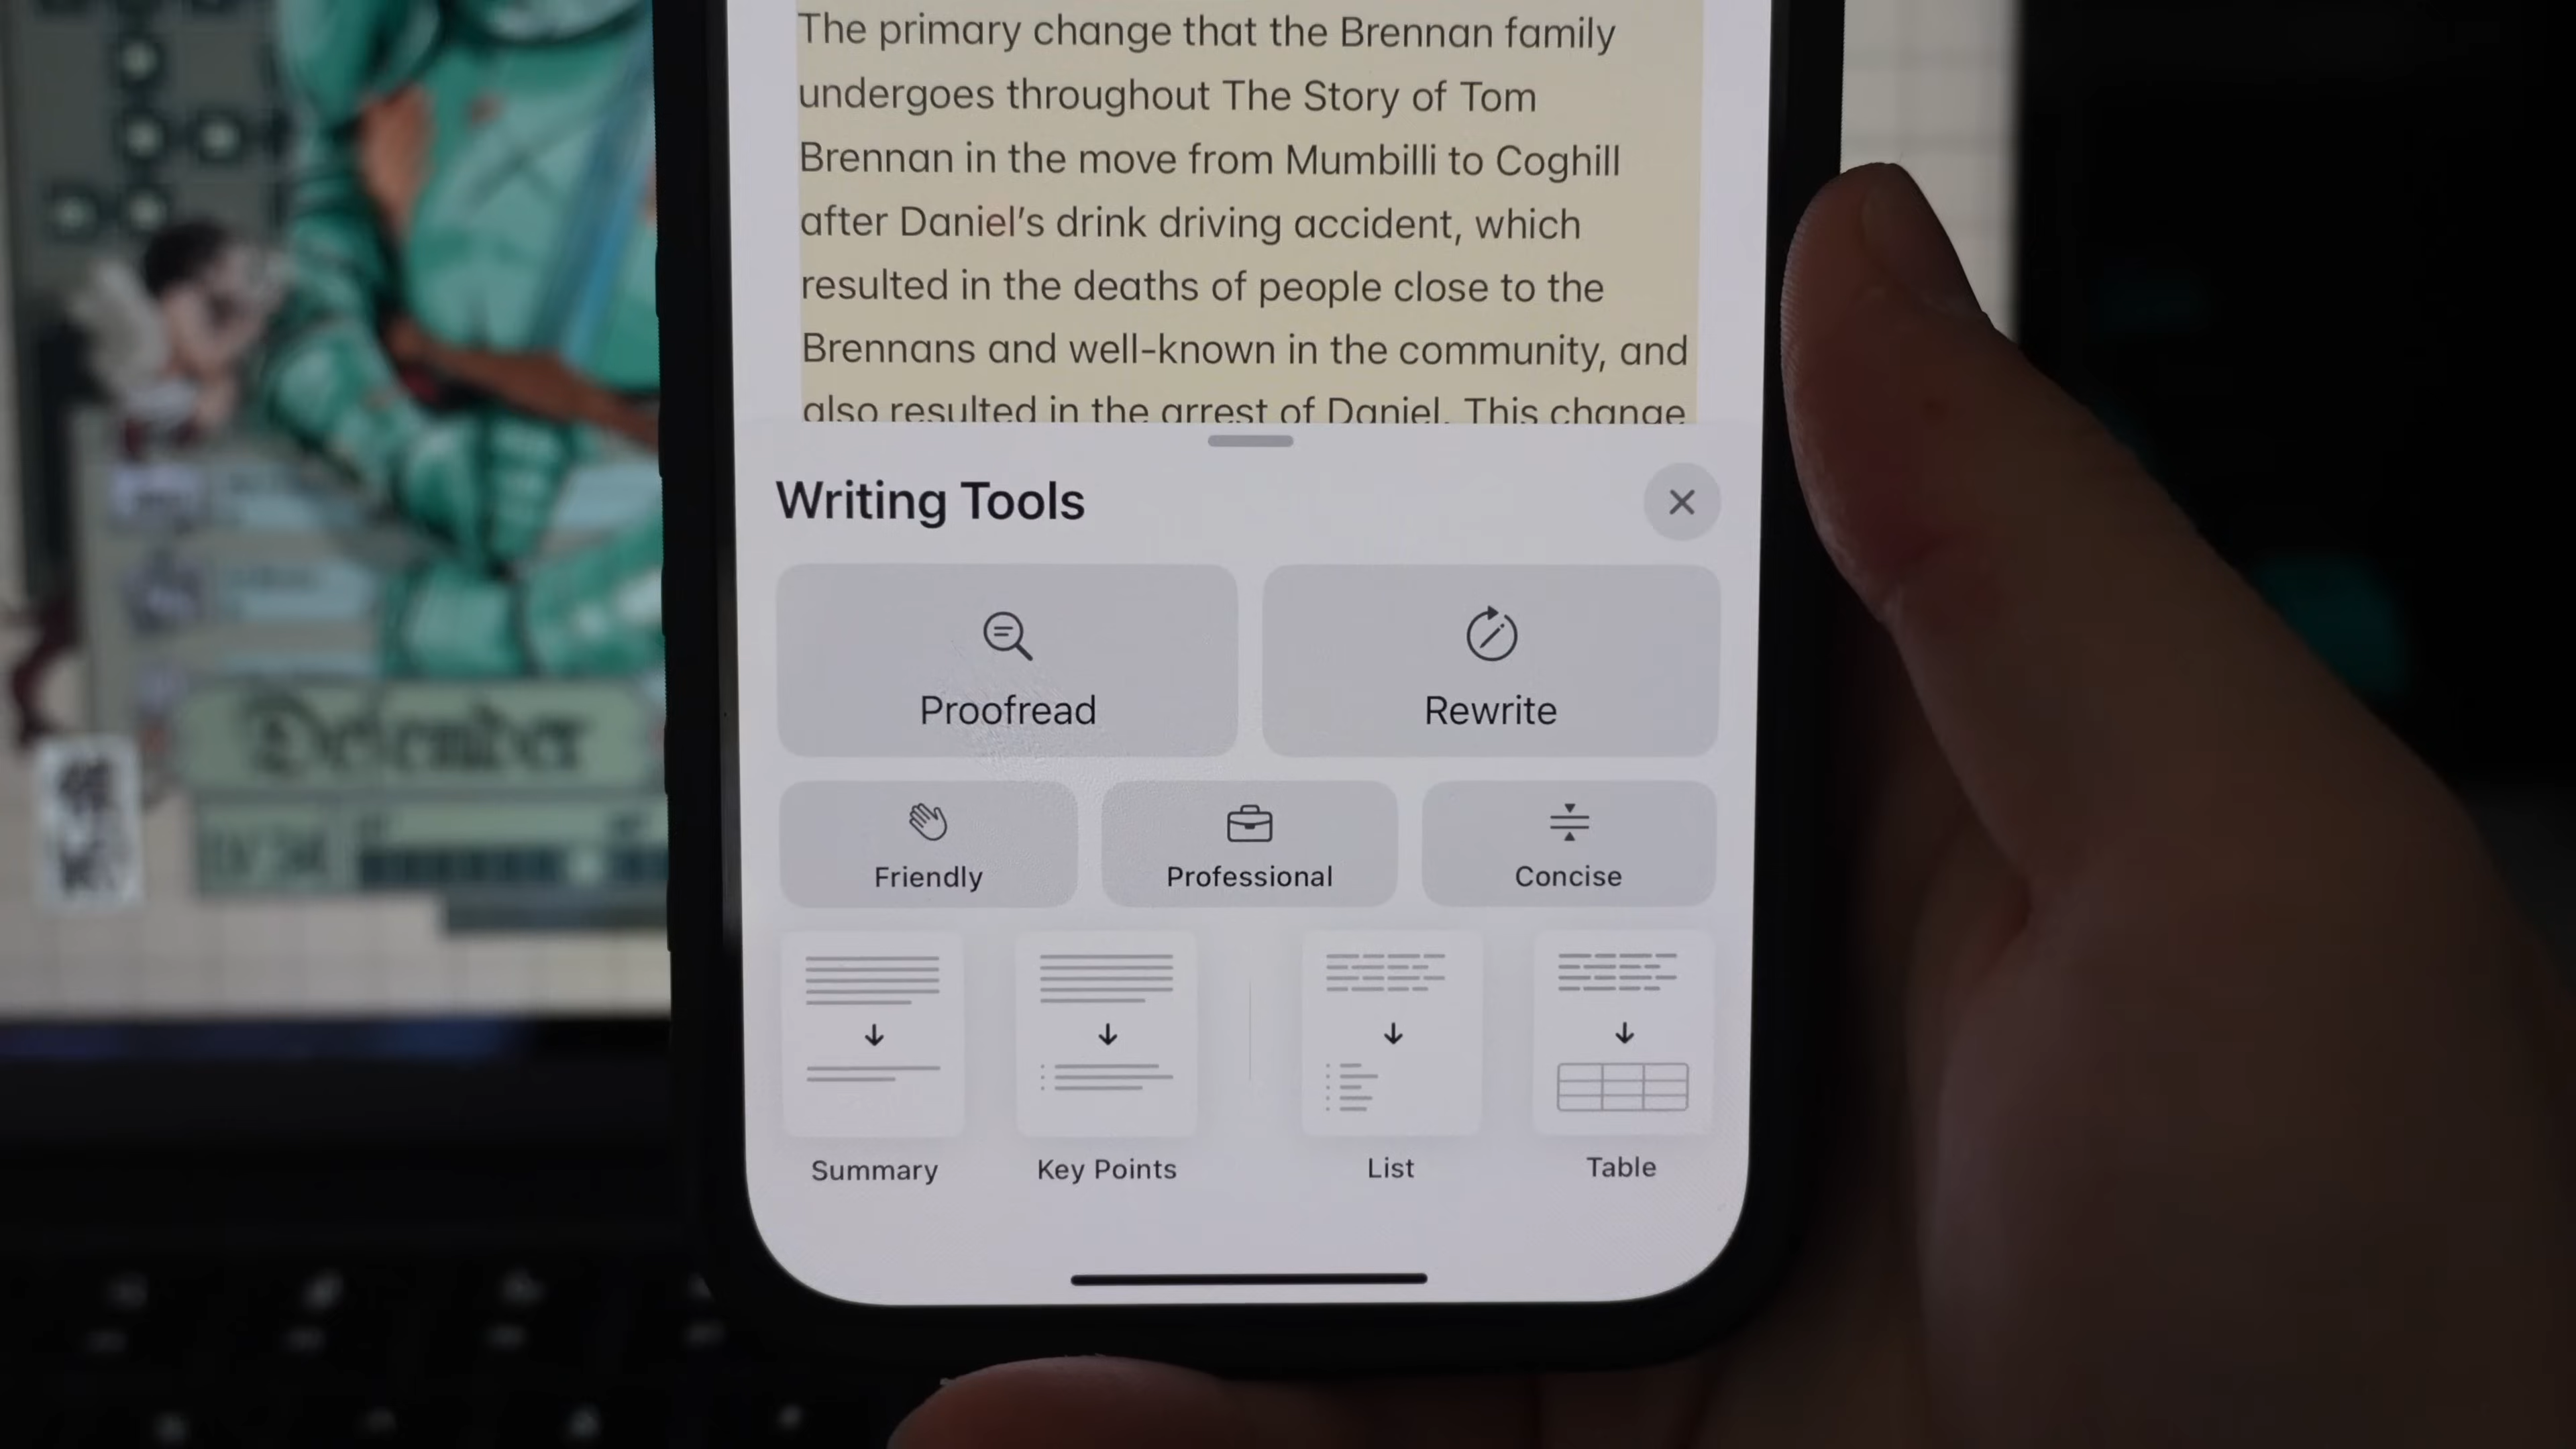 The primary change that the Brennan family
undergoes throughout The Story of Tom
Brennan in the move from Mumbilli to Coghill
after Daniel's drink driving accident, which
resulted in the deaths of people close to the
Brennans and well-known in the community, and
also resulted in the arrest of Daniel. This change
Writing Tools
Proofread
Rewrite
Friendly
Professional
Concise
Summary
Key Points
List
Table